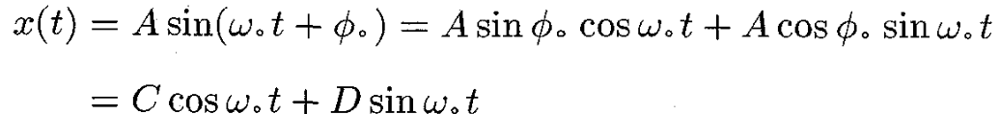 x(t) = A sin(ω∘t + ϕ∘) = A sin ϕ∘ cos ω∘t + A cos ϕ∘ sin ω∘t
= C cos ω∘t + D sin ω∘t